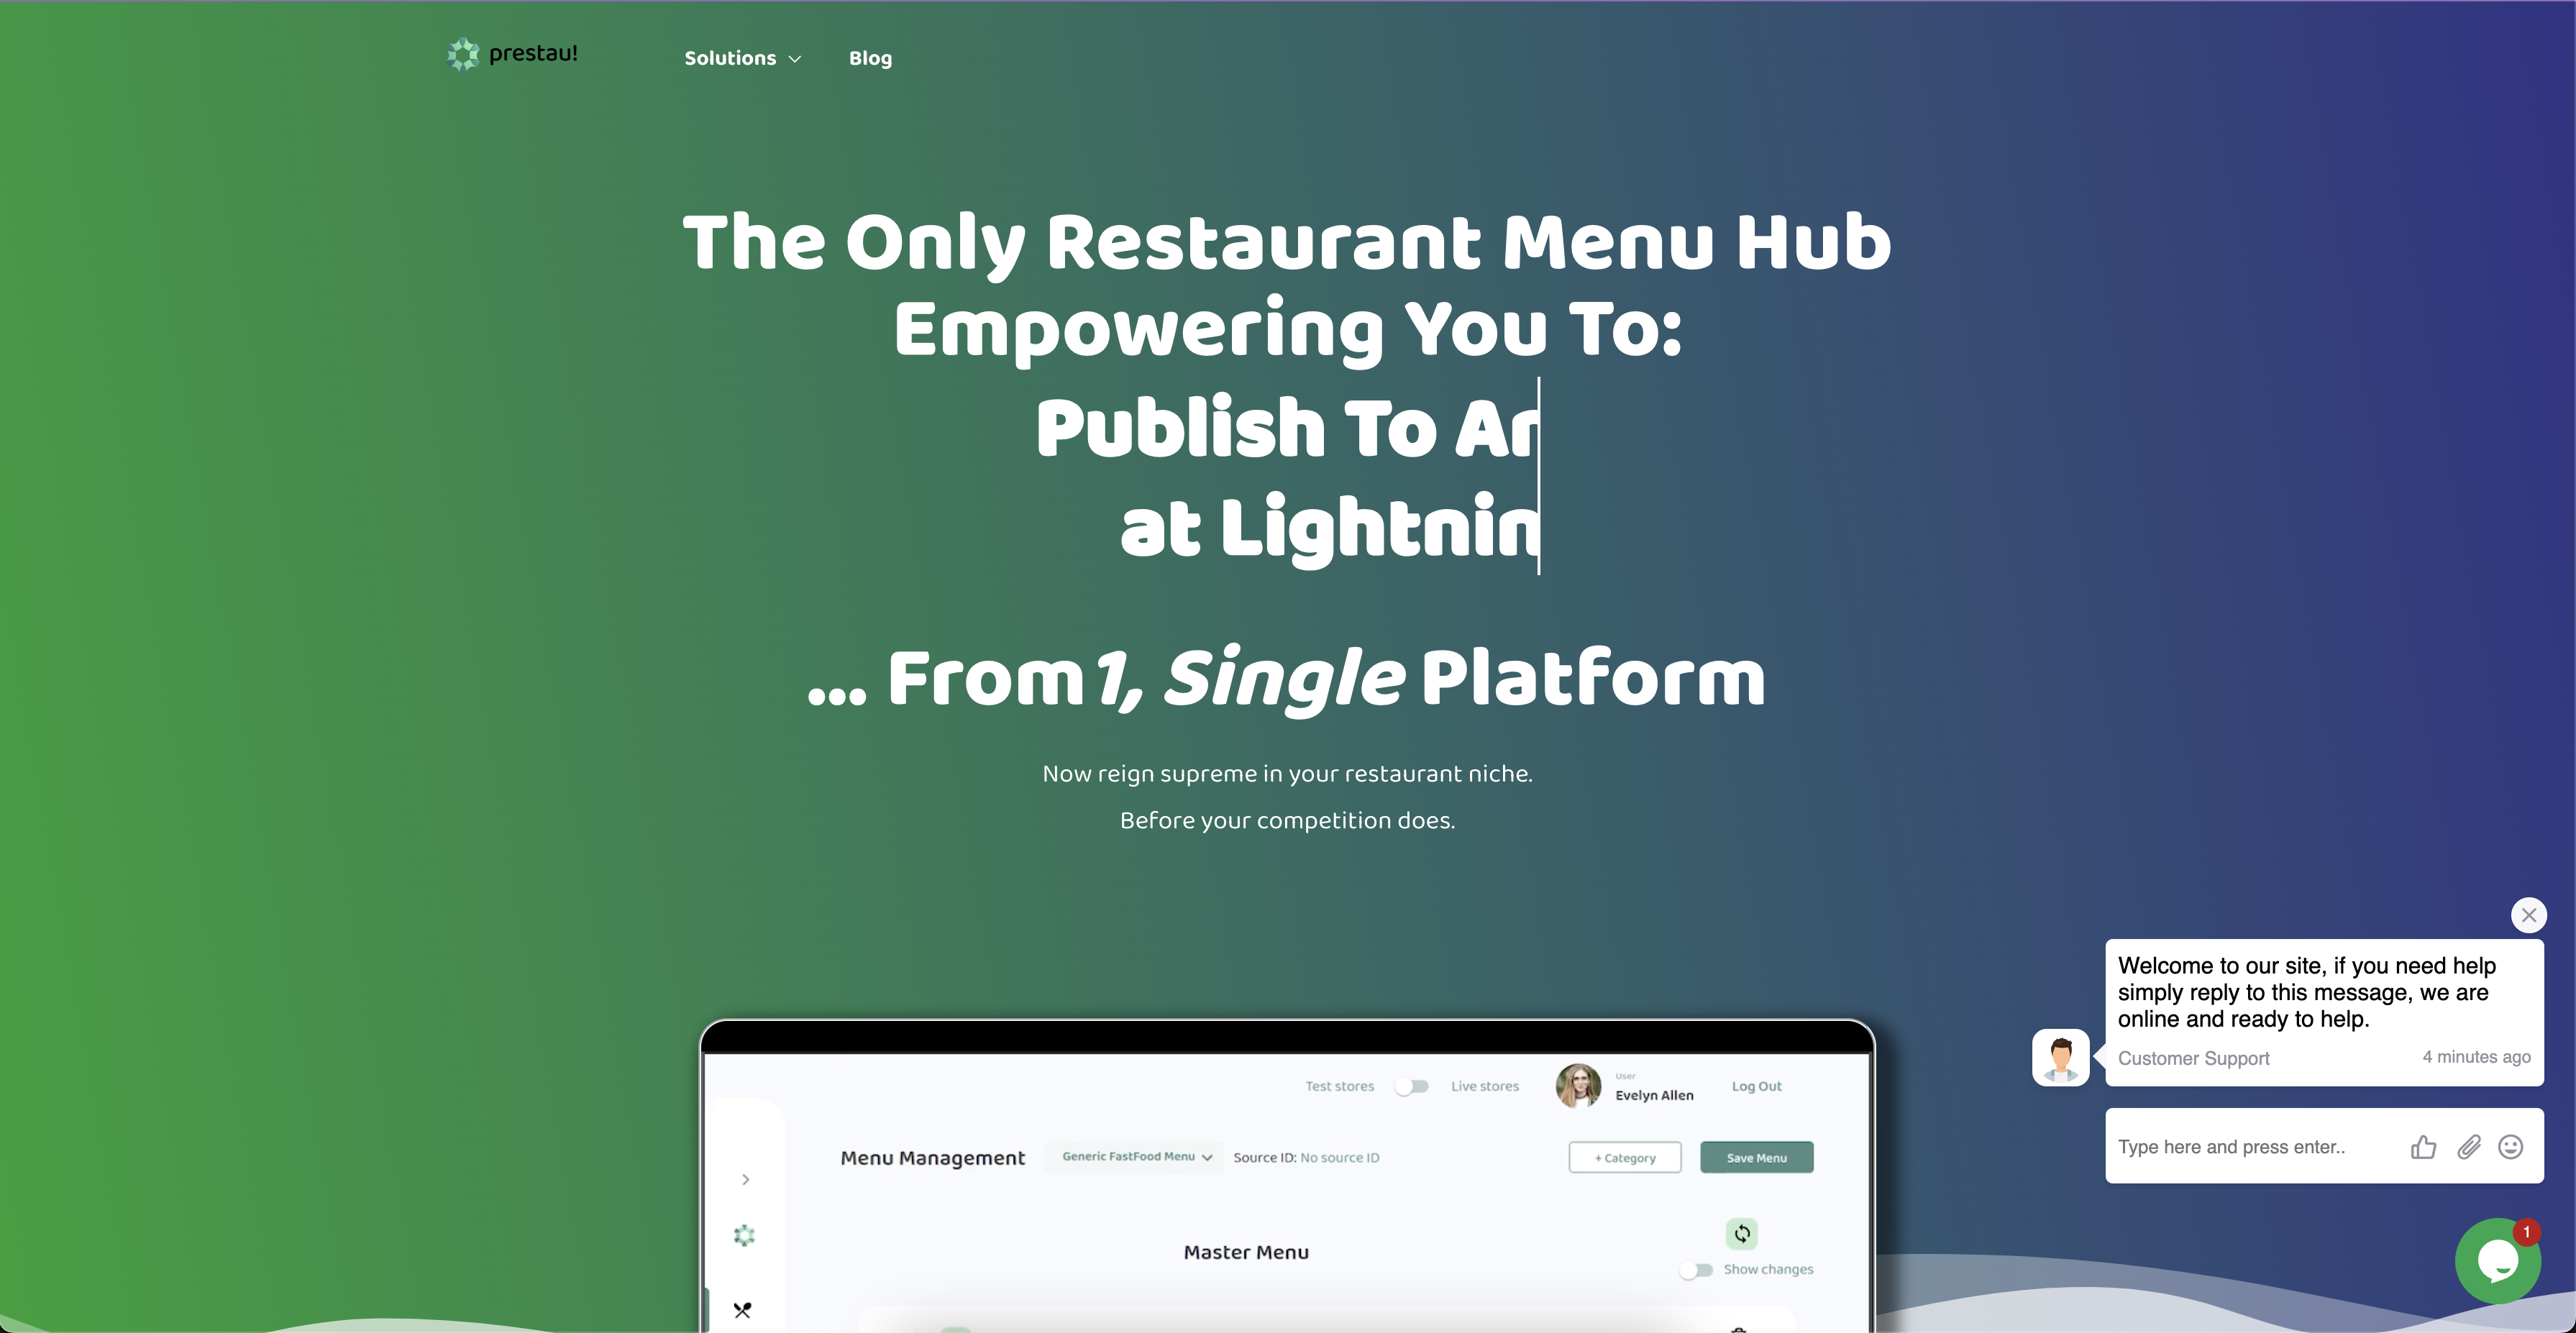 prestau!
Solutions
Blog
The Only Restaurant Menu Hub
Empowering You To:
Publish To
at
... From 1, Single Platform
Now reign supreme in your restaurant niche.
Before your competition does.
Welcome to our site, if you need help
simply reply to this message, we are
online and ready to help.
Customer Support
4 minutes ago
Type here and press enter..
1
Test stores
Live stores
User
Evelyn Allen
Log Out
Menu Management
Generic FastFood Menu
Source ID: No source ID
+ Category
Save Menu
Master Menu
Show changes